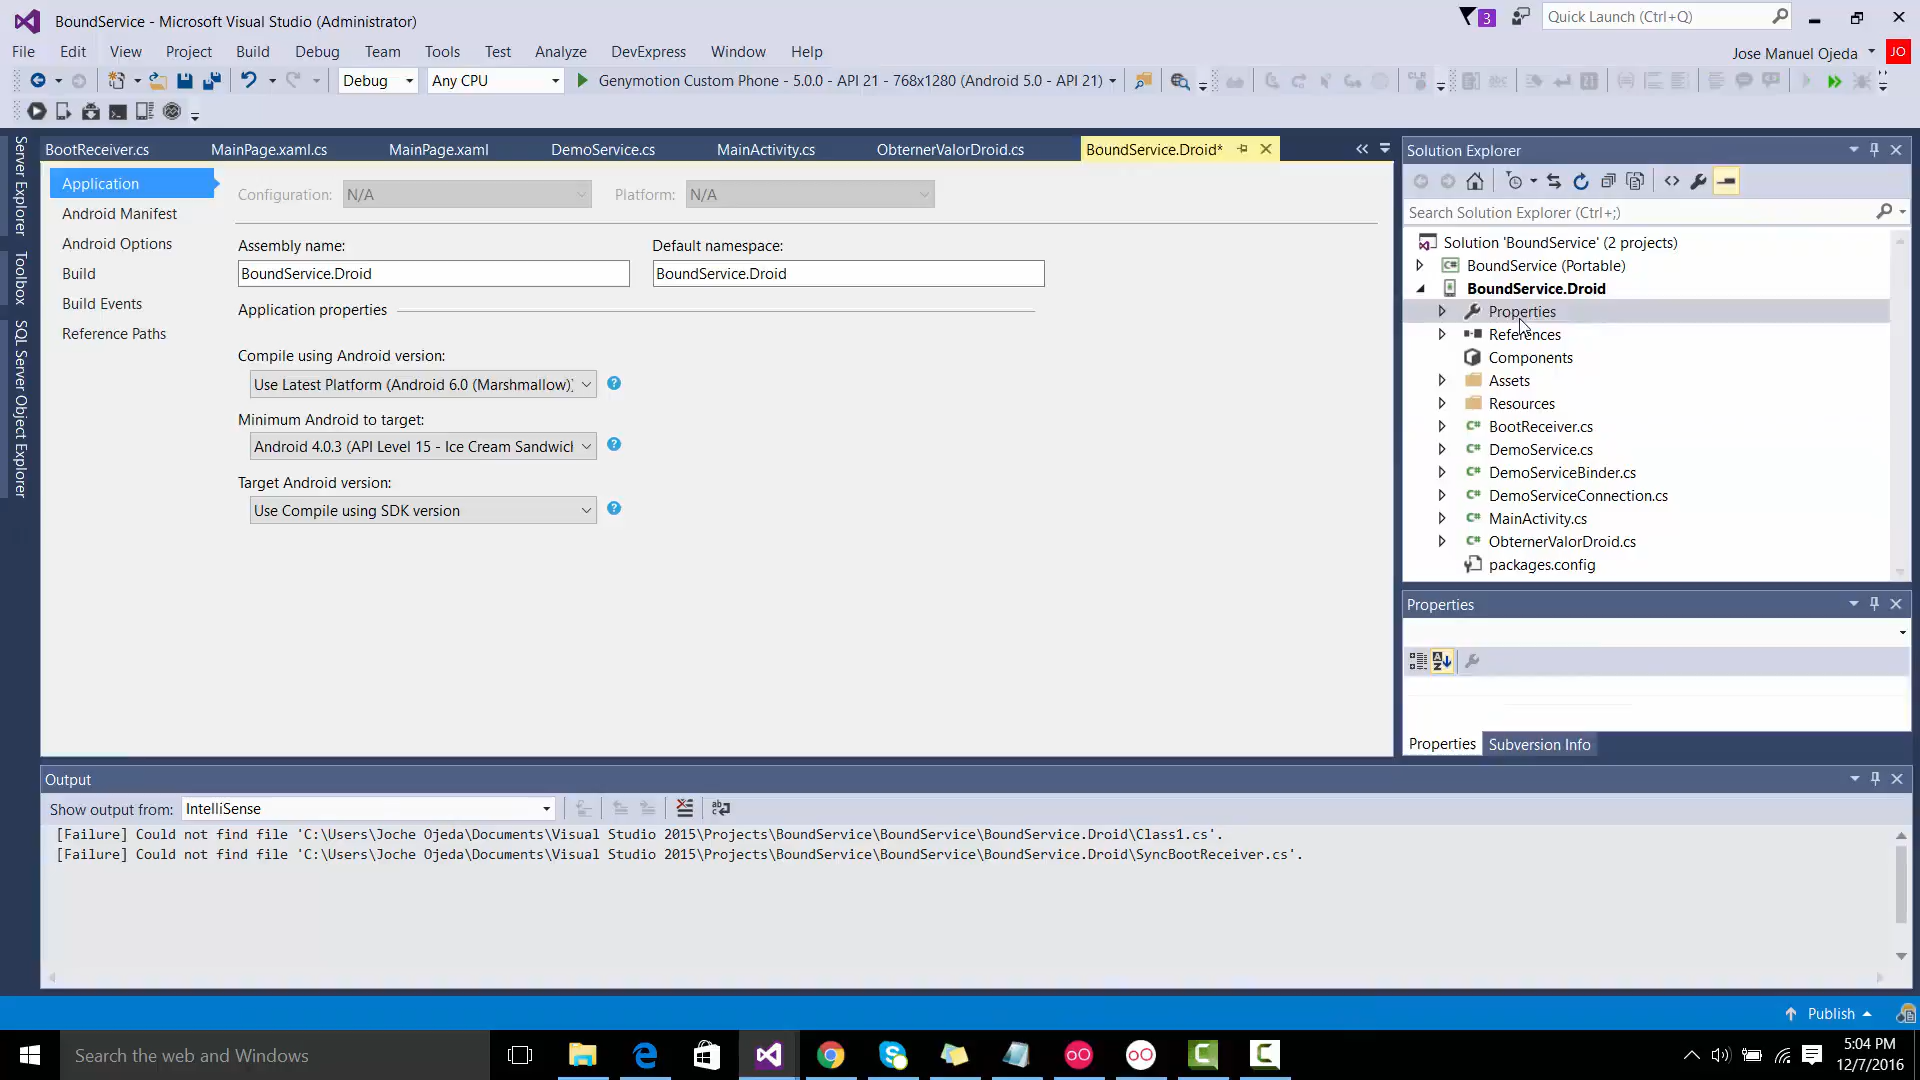 BoundService - Microsoft Visual Studio (Administrator)
3
Quick Launch (Ctrl+Q)
File Edit View Project Build Debug Team Tools Test Analyze DevExpress Window Help
Jose Manuel Ojeda
JO
Debug
Any CPU
Genymotion Custom Phone - 5.0.0 - API 21 - 768x1280 (Android 5.0 - API 21)
Server Explorer
Toolbox
SQL Server Object Explorer
BootReceiver.cs
MainPage.xaml.cs
MainPage.xaml
DemoService.cs
MainActivity.cs
ObternerValorDroid.cs
BoundService.Droid*
Application
Android Manifest
Android Options
Build
Build Events
Reference Paths
Configuration: N/A
Platform: N/A
Assembly name:
BoundService.Droid
Default namespace:
BoundService.Droid
Application properties
Compile using Android version:
Use Latest Platform (Android 6.0 (Marshmallow))
Minimum Android to target:
Android 4.0.3 (API Level 15 - Ice Cream Sandwich
Target Android version:
Use Compile using SDK version
Solution Explorer
Search Solution Explorer (Ctrl+;)
Solution 'BoundService' (2 projects)
BoundService (Portable)
BoundService.Droid
Properties
References
Components
Assets
Resources
BootReceiver.cs
DemoService.cs
DemoServiceBinder.cs
DemoServiceConnection.cs
MainActivity.cs
ObternerValorDroid.cs
packages.config
Properties
Properties
Subversion Info
Output
Show output from: IntelliSense
[Failure] Could not find file 'C:\Users\Joche Ojeda\Documents\Visual Studio 2015\Projects\BoundService\BoundService\BoundService.Droid\Class1.cs'.
[Failure] Could not find file 'C:\Users\Joche Ojeda\Documents\Visual Studio 2015\Projects\BoundService\BoundService\BoundService.Droid\SyncBootReceiver.cs'.
Publish
Search the web and Windows
5:04 PM
12/7/2016